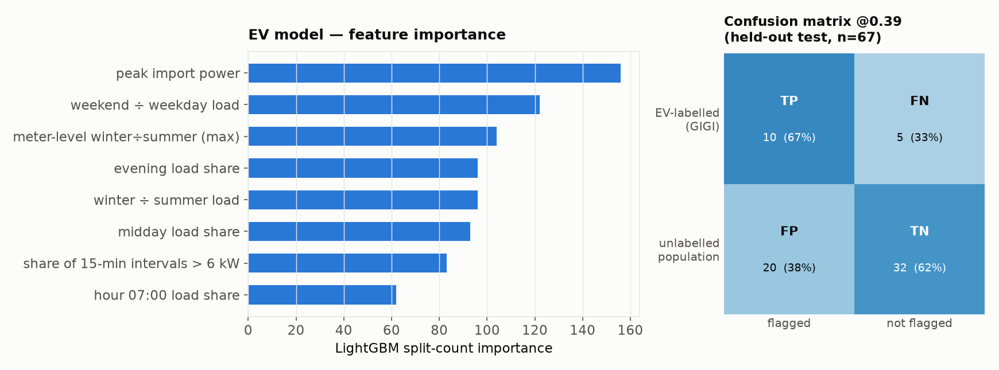 EV model — feature importance
peak import power
weekend ÷ weekday load
meter-level winter÷summer (max)
evening load share
winter ÷ summer load
midday load share
share of 15-min intervals > 6 kW
hour 07:00 load share
0 20 40 60 80 100 120 140 160
LightGBM split-count importance
Confusion matrix @0.39
(held-out test, n=67)
EV-labelled
(GIGI)
TP
10 (67%)
FN
5 (33%)
unlabelled
population
FP
20 (38%)
TN
32 (62%)
flagged
not flagged